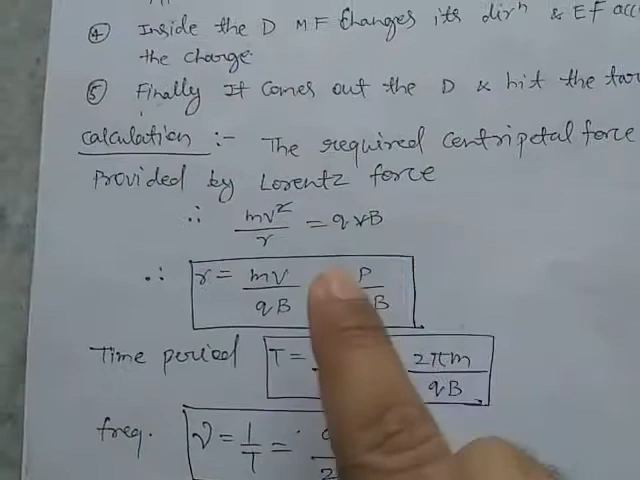 ④ Inside the D MF Changes its dirⁿ & EF acc
the charge.
⑤ Finally It Comes out the D & hit the tar
Calculation :- The required Centripetal force
Provided by Lorentz force
∴ mv²/r = qvB
∴ r = mv/qB P/B
Time period T = 2πm/qB
freq. ν = 1/T =